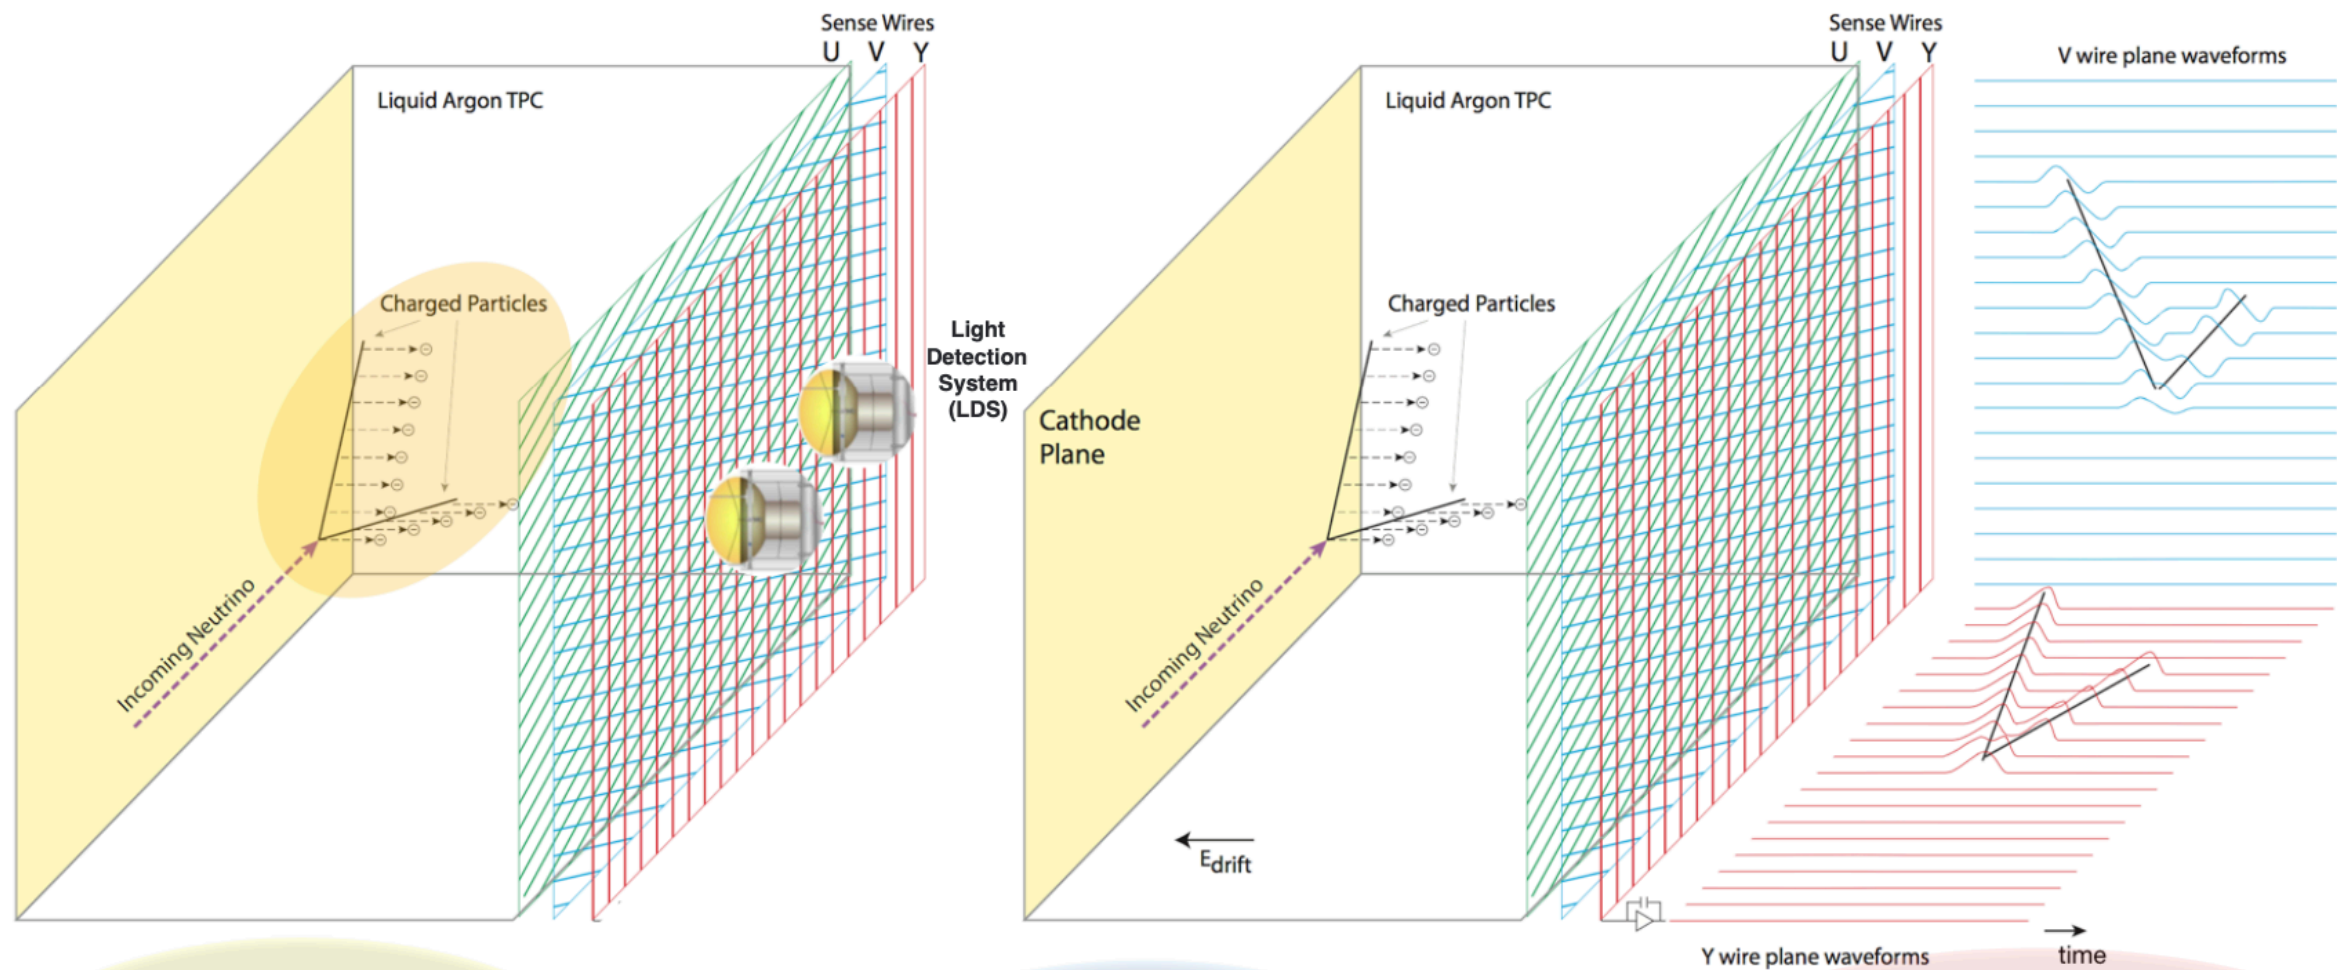 Sense Wires
U V Y
Liquid Argon TPC
Charged Particles
Light
Detection
System
(LDS)
Incoming Neutrino
Sense Wires
U V Y
V wire plane waveforms
Liquid Argon TPC
Charged Particles
Cathode
Plane
Incoming Neutrino
Edrift
time
Y wire plane waveforms